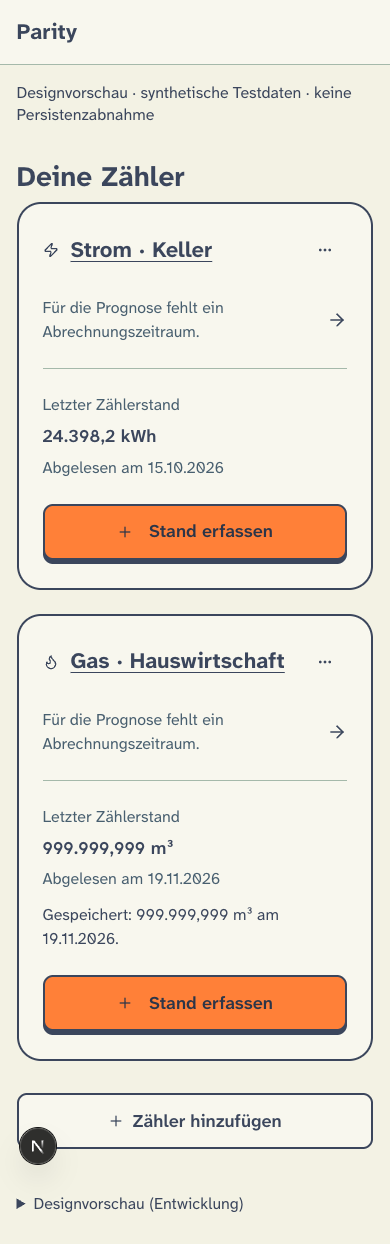 Parity
Designvorschau · synthetische Testdaten · keine
Persistenzabnahme
Deine Zähler
Strom · Keller
Für die Prognose fehlt ein
Abrechnungszeitraum.
Letzter Zählerstand
24.398,2 kWh
Abgelesen am 15.10.2026
Stand erfassen
Gas · Hauswirtschaft
Für die Prognose fehlt ein
Abrechnungszeitraum.
Letzter Zählerstand
999.999,999 m³
Abgelesen am 19.11.2026
Gespeichert: 999.999,999 m³ am
19.11.2026.
Stand erfassen
Zähler hinzufügen
N
Designvorschau (Entwicklung)